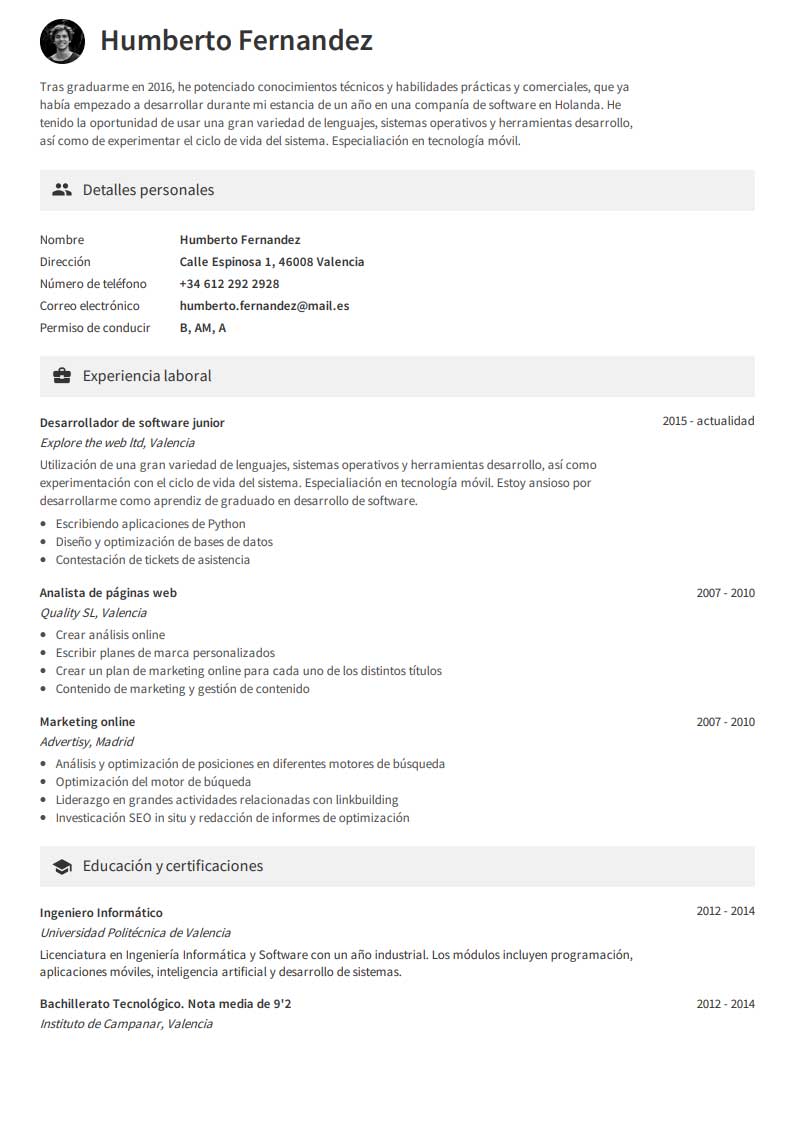 Humberto Fernandez
Tras graduarme en 2016, he potenciado conocimientos técnicos y habilidades prácticas y comerciales, que ya
había empezado a desarrollar durante mi estancia de un año en una companía de software en Holanda. He
tenido la oportunidad de usar una gran variedad de lenguajes, sistemas operativos y herramientas desarrollo,
así como de experimentar el ciclo de vida del sistema. Especialiación en tecnología móvil.
Detalles personales
Nombre Humberto Fernandez
Dirección Calle Espinosa 1, 46008 Valencia
Número de teléfono +34 612 292 2928
Correo electrónico humberto.fernandez@mail.es
Permiso de conducir B, AM, A
Experiencia laboral
Desarrollador de software junior 2015 - actualidad
Explore the web ltd, Valencia
Utilización de una gran variedad de lenguajes, sistemas operativos y herramientas desarrollo, así como
experimentación con el ciclo de vida del sistema. Especialiación en tecnología móvil. Estoy ansioso por
desarrollarme como aprendiz de graduado en desarrollo de software.
• Escribiendo aplicaciones de Python
• Diseño y optimización de bases de datos
• Contestación de tickets de asistencia
Analista de páginas web 2007 - 2010
Quality SL, Valencia
• Crear análisis online
• Escribir planes de marca personalizados
• Crear un plan de marketing online para cada uno de los distintos títulos
• Contenido de marketing y gestión de contenido
Marketing online 2007 - 2010
Advertisy, Madrid
• Análisis y optimización de posiciones en diferentes motores de búsqueda
• Optimización del motor de búqueda
• Liderazgo en grandes actividades relacionadas con linkbuilding
• Investicación SEO in situ y redacción de informes de optimización
Educación y certificaciones
Ingeniero Informático 2012 - 2014
Universidad Politécnica de Valencia
Licenciatura en Ingeniería Informática y Software con un año industrial. Los módulos incluyen programación,
aplicaciones móviles, inteligencia artificial y desarrollo de sistemas.
Bachillerato Tecnológico. Nota media de 9'2 2012 - 2014
Instituto de Campanar, Valencia